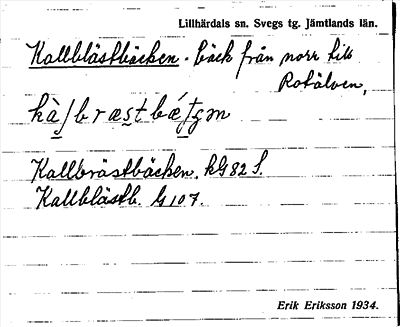 Lillhärdals sn. Svegs tg. Jämtlands län.
Kallblästbäcken. bäck från norr till
Rotälven,
Kallbrästbäcken. kG 82 S.
Kallblästb. G 107.
Erik Eriksson 1934.